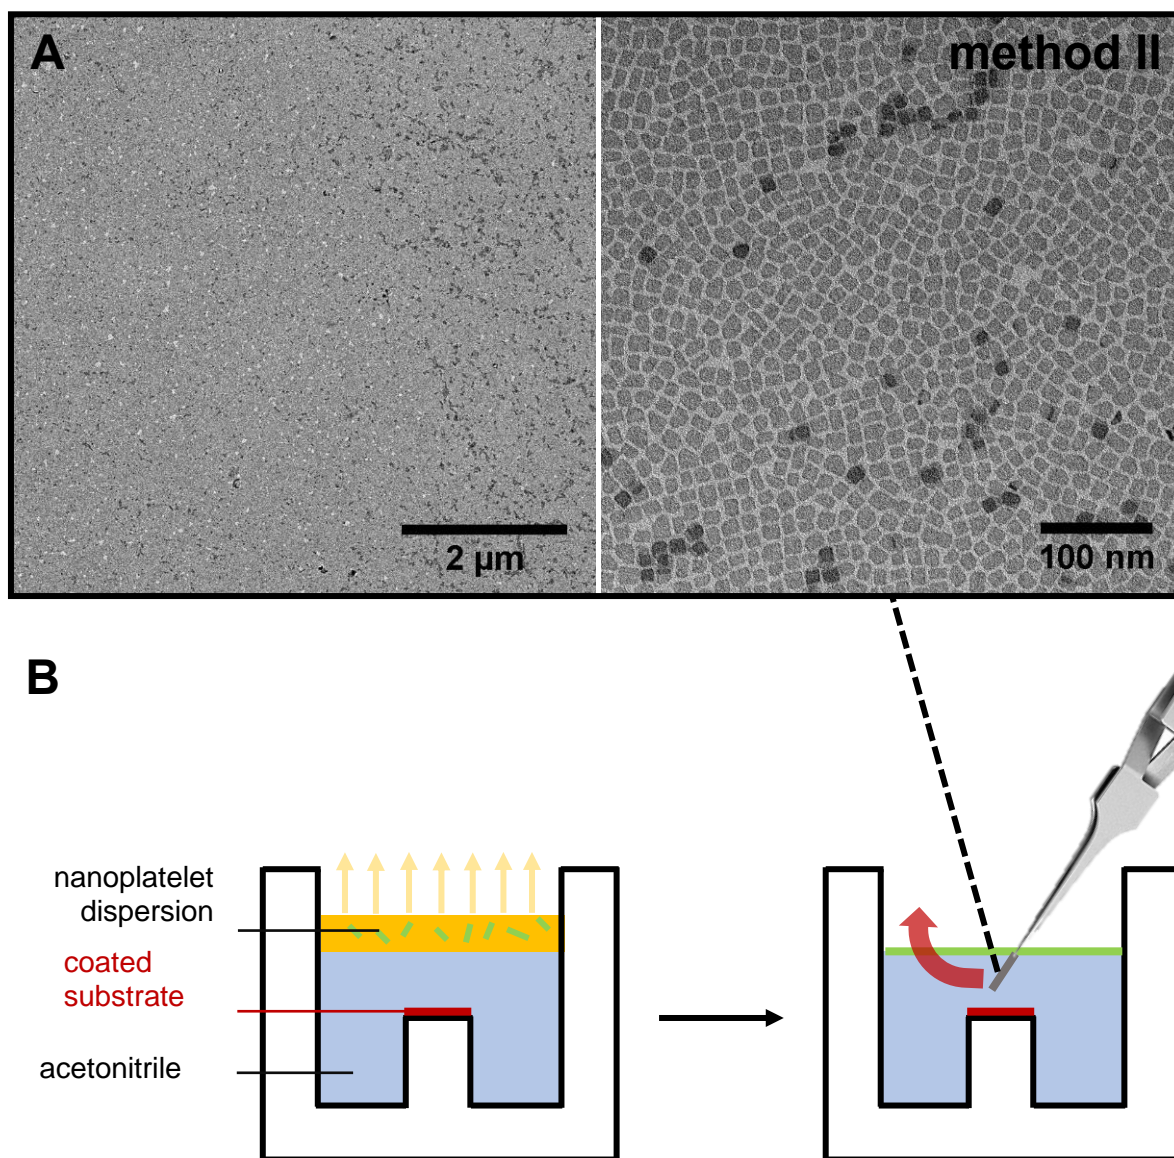 A
method II
2 µm
100 nm
B
nanoplatelet
dispersion
coated
substrate
acetonitrile